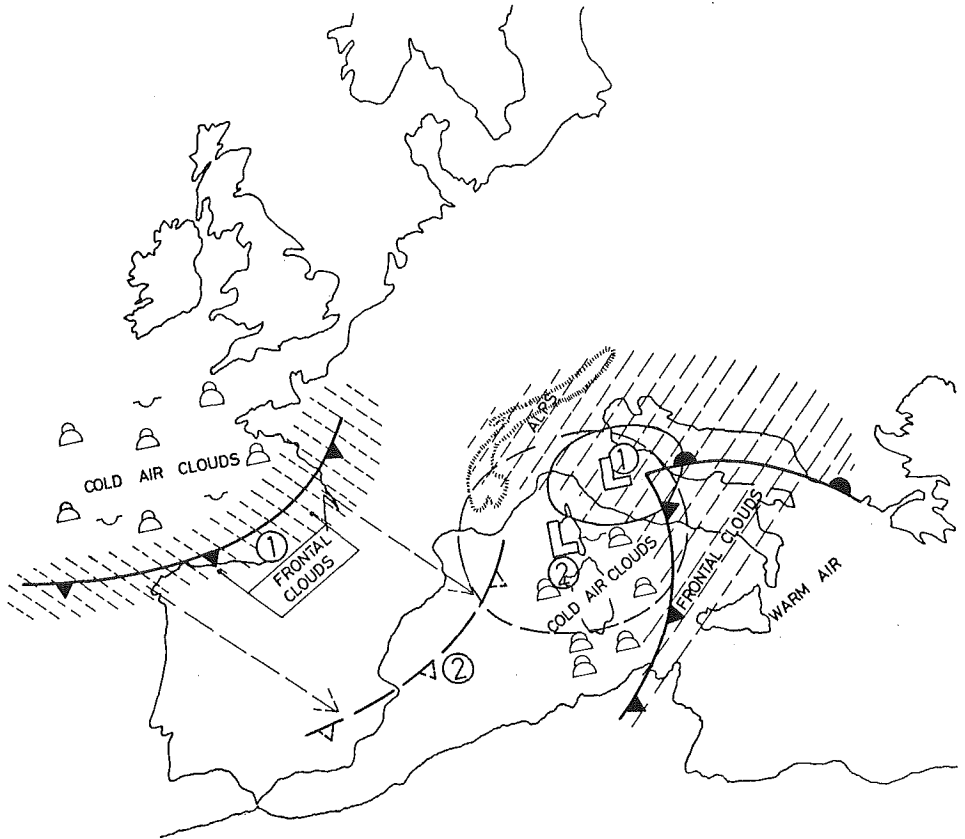 ALPS
COLD AIR CLOUDS
1
L
1
FRONTAL
CLOUDS
L
2
COLD AIR CLOUDS
FRONTAL CLOUDS
WARM AIR
2